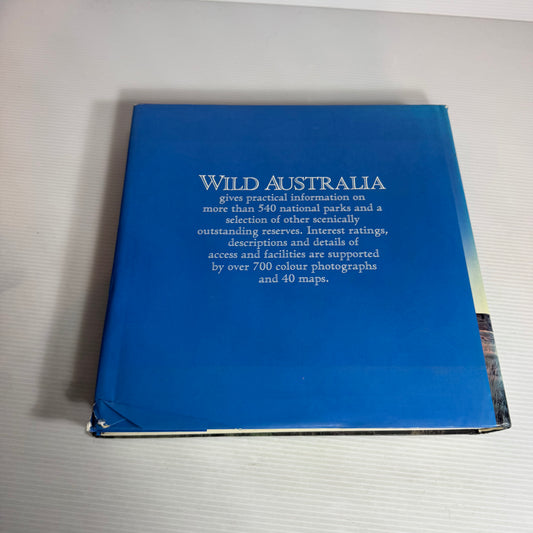 WILD AUSTRALIA
gives practical information on
more than 540 national parks and a
selection of other scenically
outstanding reserves. Interest ratings,
descriptions and details of
access and facilities are supported
by over 700 colour photographs
and 40 maps.